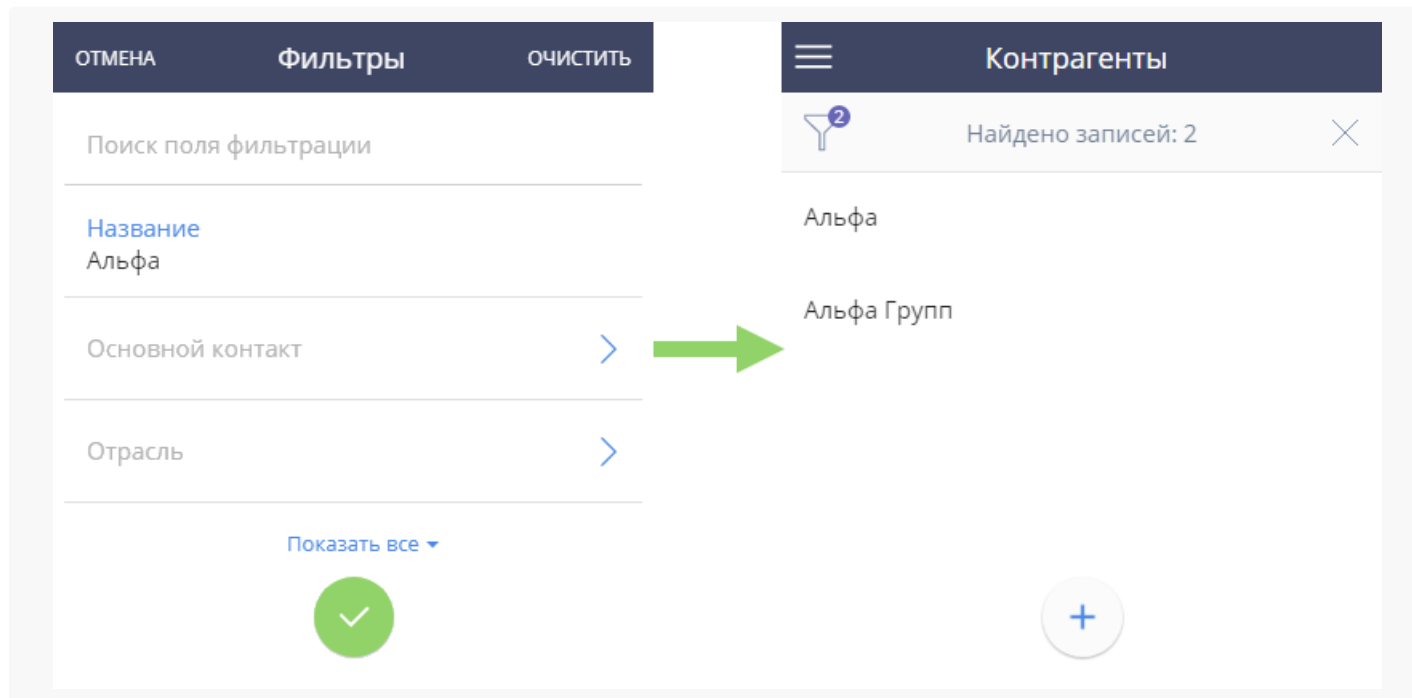 ОТМЕНА Фильтры ОЧИСТИТЬ
Поиск поля фильтрации
Название
Альфа
Основной контакт
Отрасль
Показать все
Контрагенты
2
Найдено записей: 2
Альфа
Альфа Групп